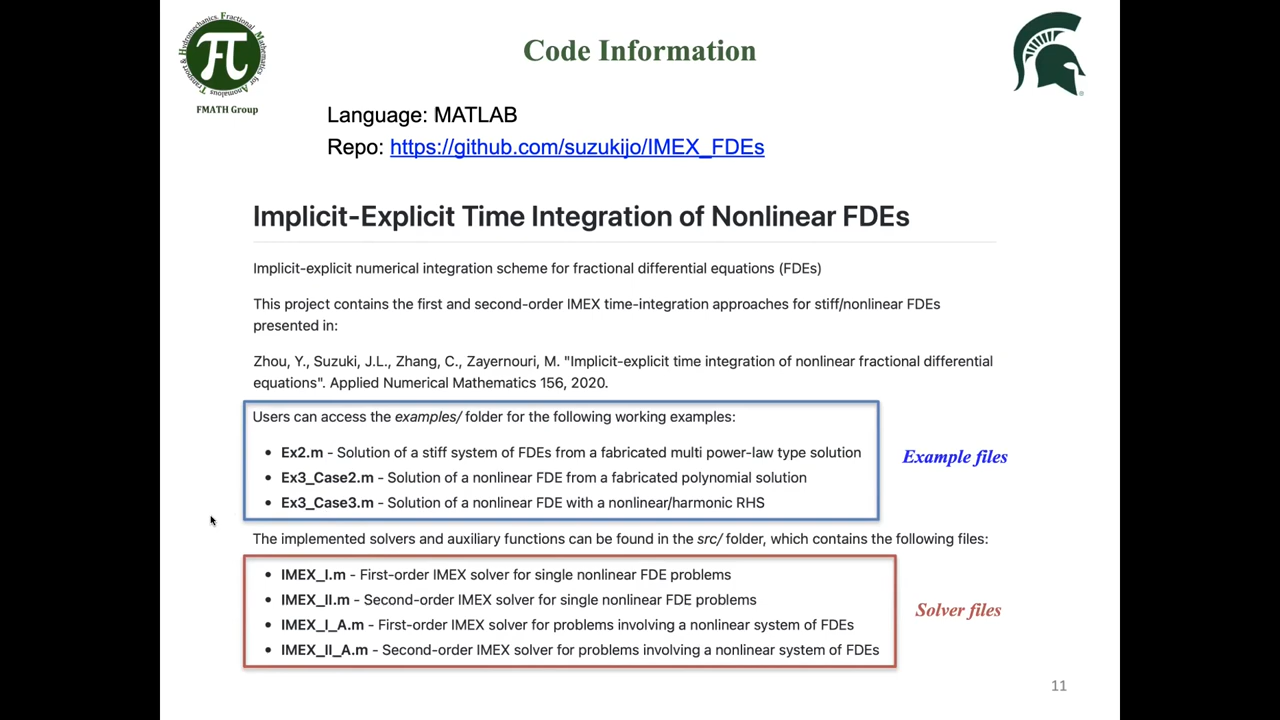 Transport & Hydromechanics, Fractional Mathematics for Anomalous
FMATH Group
Code Information
®
Language: MATLAB
Repo: https://github.com/suzukijo/IMEX_FDEs
Implicit-Explicit Time Integration of Nonlinear FDEs
Implicit-explicit numerical integration scheme for fractional differential equations (FDEs)
This project contains the first and second-order IMEX time-integration approaches for stiff/nonlinear FDEs
presented in:
Zhou, Y., Suzuki, J.L., Zhang, C., Zayernouri, M. "Implicit-explicit time integration of nonlinear fractional differential
equations". Applied Numerical Mathematics 156, 2020.
Users can access the examples/ folder for the following working examples:
• Ex2.m - Solution of a stiff system of FDEs from a fabricated multi power-law type solution
• Ex3_Case2.m - Solution of a nonlinear FDE from a fabricated polynomial solution
• Ex3_Case3.m - Solution of a nonlinear FDE with a nonlinear/harmonic RHS
Example files
The implemented solvers and auxiliary functions can be found in the src/ folder, which contains the following files:
• IMEX_I.m - First-order IMEX solver for single nonlinear FDE problems
• IMEX_II.m - Second-order IMEX solver for single nonlinear FDE problems
• IMEX_I_A.m - First-order IMEX solver for problems involving a nonlinear system of FDEs
• IMEX_II_A.m - Second-order IMEX solver for problems involving a nonlinear system of FDEs
Solver files
11